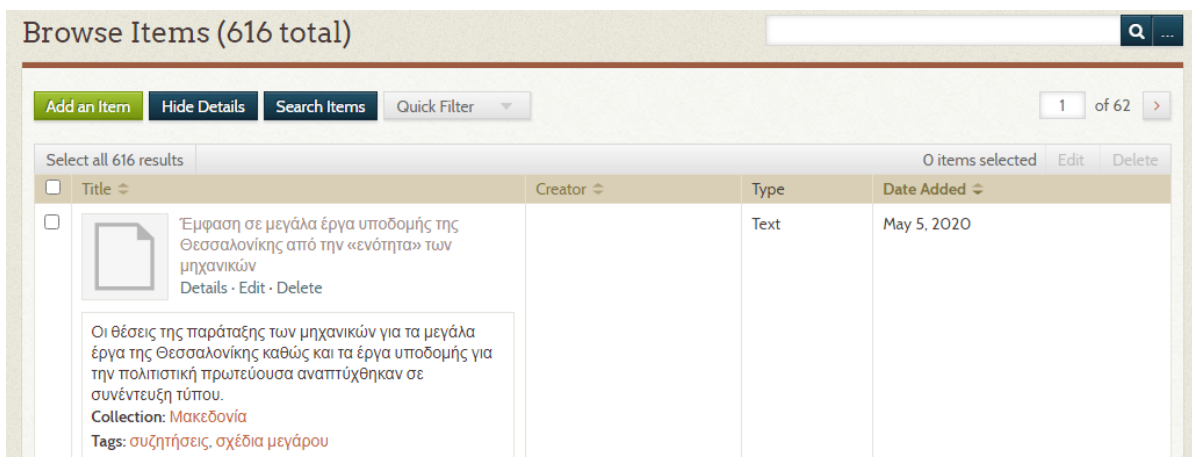 Browse Items (616 total)
...
Add an Item Hide Details Search Items Quick Filter 1 of 62 >
Select all 616 results 0 items selected Edit Delete
Title Creator Type Date Added
Έμφαση σε μεγάλα έργα υποδομής της Text May 5, 2020
Θεσσαλονίκης από την «ενότητα» των
μηχανικών
Details · Edit · Delete
Οι θέσεις της παράταξης των μηχανικών για τα μεγάλα
έργα της Θεσσαλονίκης καθώς και τα έργα υποδομής για
την πολιτιστική πρωτεύουσα αναπτύχθηκαν σε
συνέντευξη τύπου.
Collection: Μακεδονία
Tags: συζητήσεις, σχέδια μεγάρου